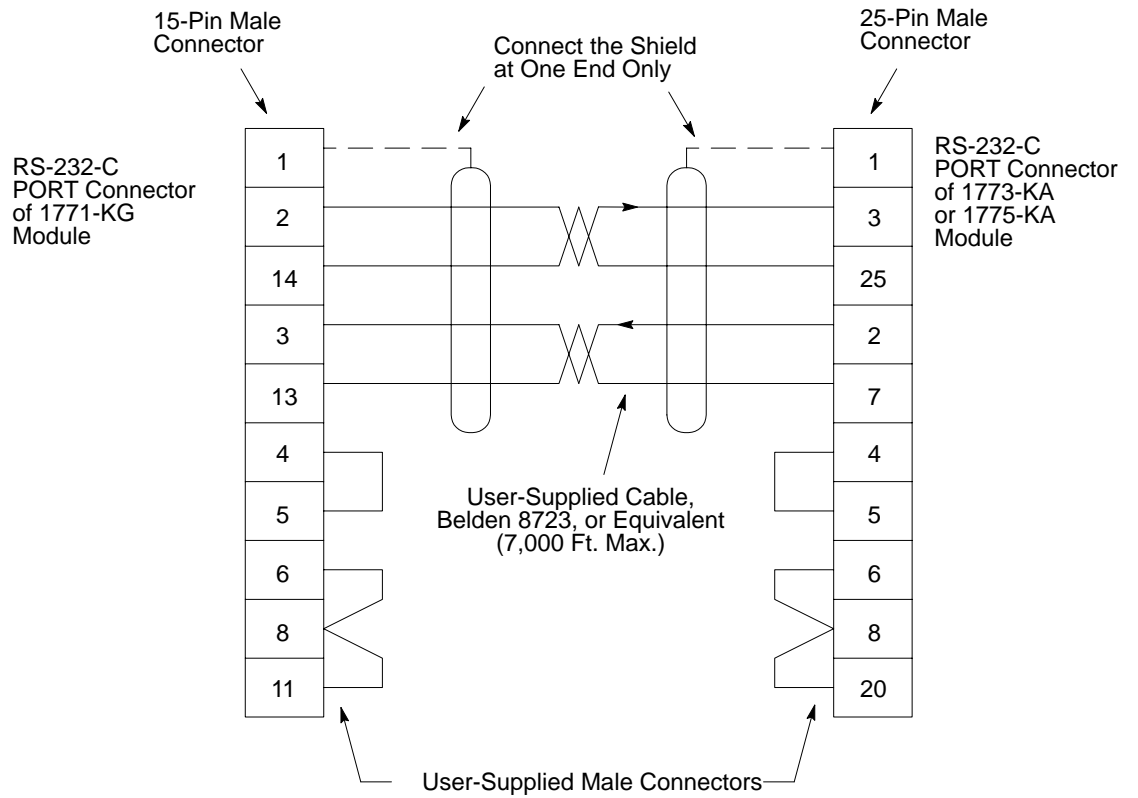 15-Pin Male
Connector
Connect the Shield
at One End Only
25-Pin Male
Connector
RS-232-C
PORT Connector
of 1771-KG
Module
1
2
14
3
13
4
5
6
8
11
1
3
25
2
7
4
5
6
8
20
RS-232-C
PORT Connector
of 1773-KA
or 1775-KA
Module
User-Supplied Cable,
Belden 8723, or Equivalent
(7,000 Ft. Max.)
User-Supplied Male Connectors